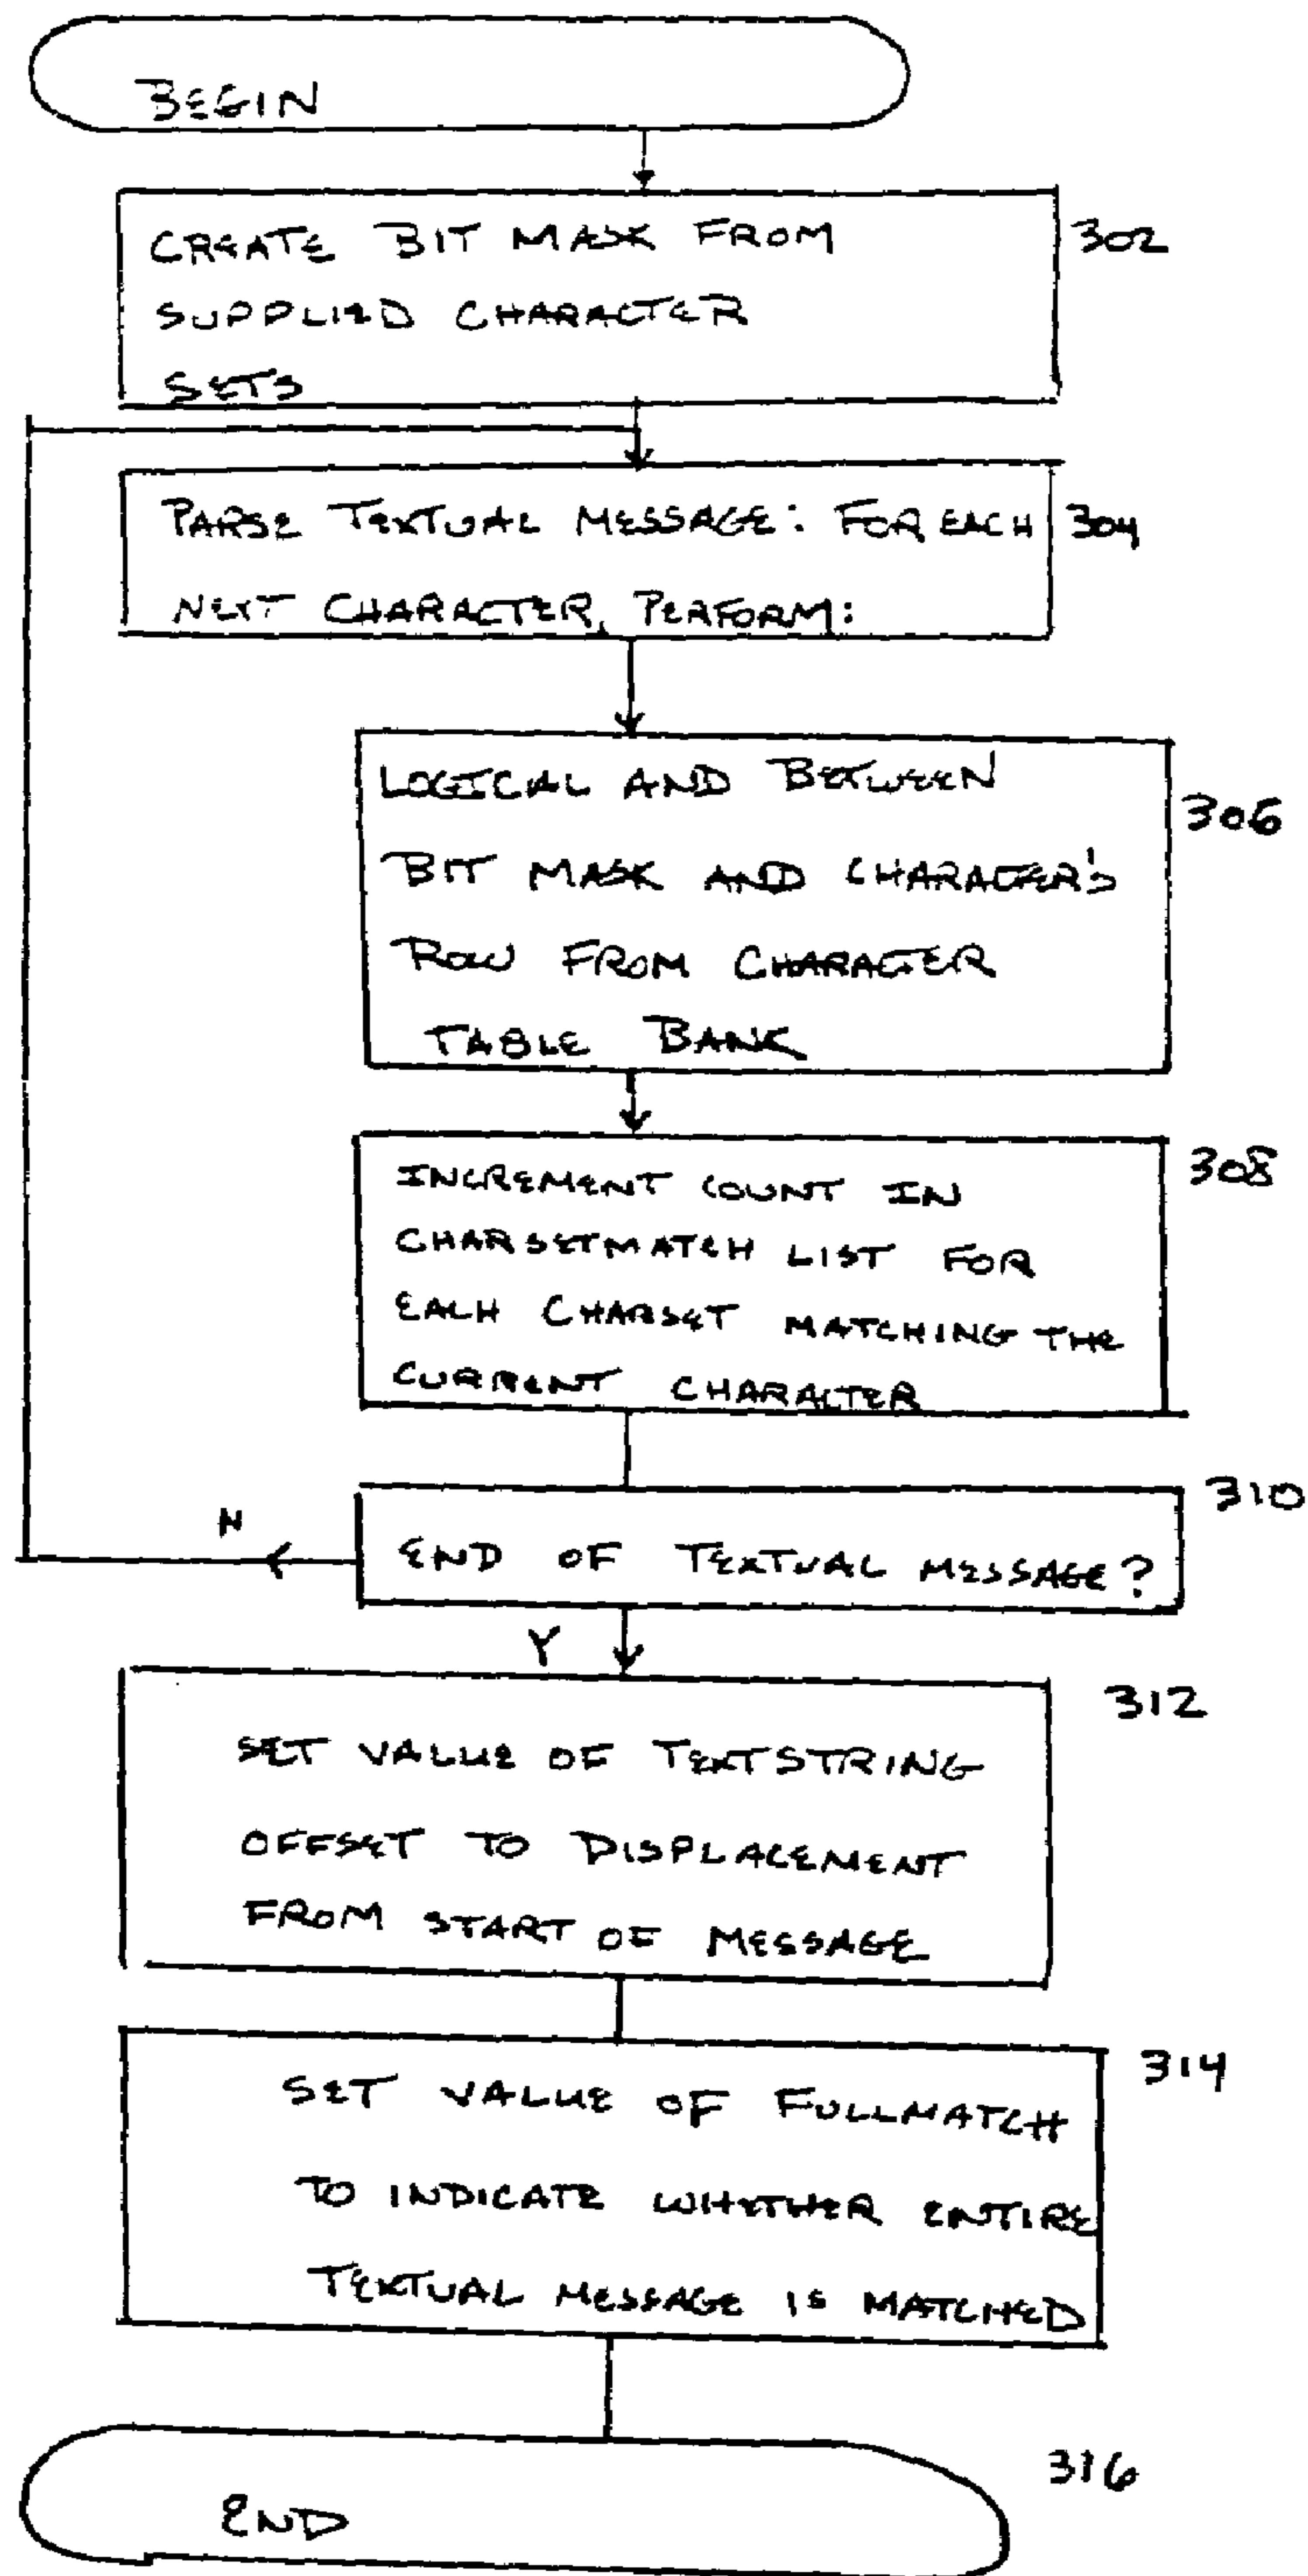 BEGIN
CREATE BIT MASK FROM
302
SUPPLIED CHARACTER
SETS
PARSE TEXTUAL MESSAGE: FOR EACH
304
NEXT CHARACTER, PERFORM:
LOGICAL AND BETWEEN
306
BIT MASK AND CHARACTER'S
ROW FROM CHARACTER
TABLE BANK
INCREMENT COUNT IN
308
CHARSETMATCH LIST FOR
EACH CHARSET MATCHING THE
CURRENT CHARACTER
310
N
END OF TEXTUAL MESSAGE?
Y
312
SET VALUE OF TEXTSTRING
OFFSET TO DISPLACEMENT
FROM START OF MESSAGE
314
SET VALUE OF FULLMATCH
TO INDICATE WHETHER ENTIRE
TEXTUAL MESSAGE IS MATCHED
316
END